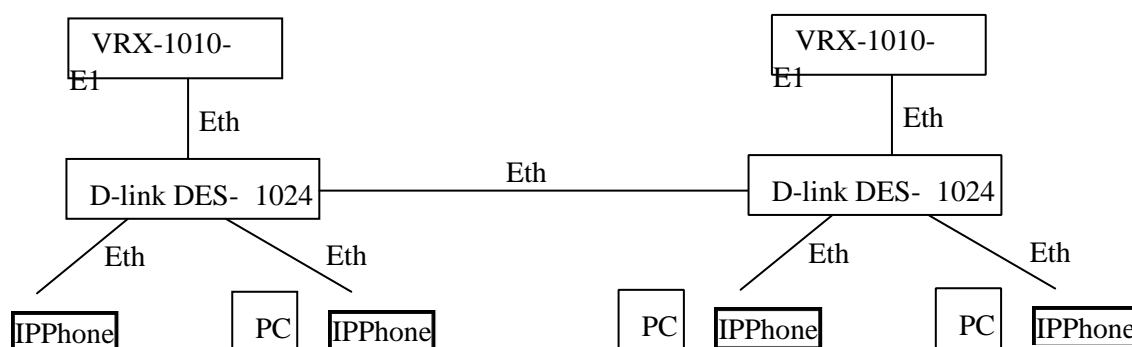 VRX-1010-
E1
VRX-1010-
E1
Eth
Eth
D-link DES- 1024
Eth
D-link DES- 1024
Eth
Eth
Eth
Eth
IPPhone
PC
IPPhone
PC
IPPhone
PC
IPPhone